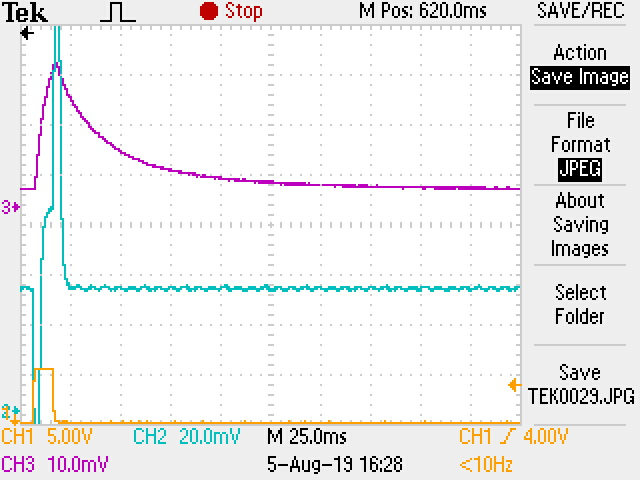 Tek Stop M Pos: 620.0ms SAVE/REC
Action
Save Image
File
Format
JPEG
About
Saving
Images
Select
Folder
Save
TEK0029.JPG
3
2
1
CH1 5.00V CH2 20.0mV M 25.0ms CH1 / 4.00V
CH3 10.0mV 5-Aug-19 16:28 <10Hz